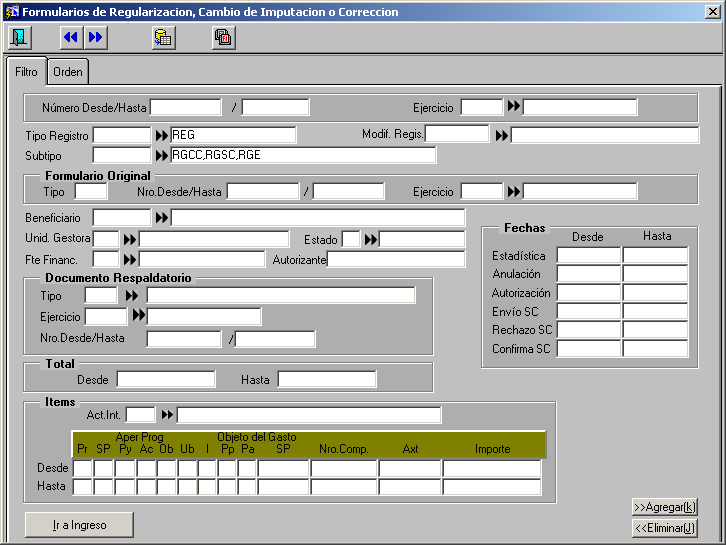 Formularios de Regularizacion, Cambio de Imputacion o Correccion
Filtro Orden
Número Desde/Hasta / Ejercicio
Tipo Registro REG Modif. Regis.
Subtipo RGCC,RGSC,RGE
Formulario Original
Tipo Nro.Desde/Hasta / Ejercicio
Beneficiario
Unid. Gestora Estado
Fte Financ. Autorizante
Fechas
Desde Hasta
Estadística
Anulación
Autorización
Envío SC
Rechazo SC
Confirma SC
Documento Respaldatorio
Tipo
Ejercicio
Nro.Desde/Hasta /
Total
Desde Hasta
Items
Act.Int.
Aper Prog Objeto del Gasto
Pr SP Py Ac Ob Ub I Pp Pa SP Nro.Comp. Axt Importe
Desde
Hasta
Ir a Ingreso
>>Agregar(k)
<<Eliminar(J)